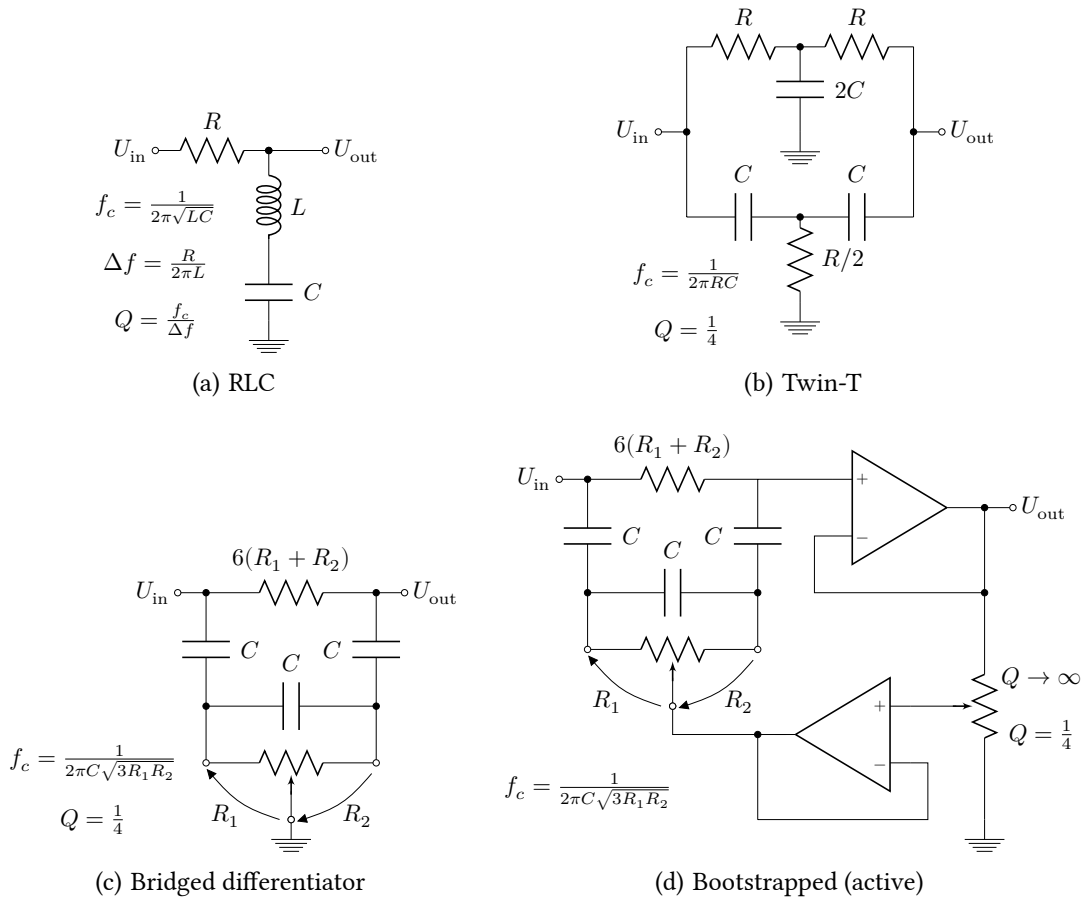 R
U_in
U_out
f_c = 1/(2π√(LC))
L
Δf = R/(2πL)
C
Q = f_c/Δf
(a) RLC
R R
2C
U_in
U_out
C C
R/2
f_c = 1/(2πRC)
Q = 1/4
(b) Twin-T
6(R_1 + R_2)
U_in
U_out
C C C
R_1 R_2
f_c = 1/(2πC√(3R_1R_2))
Q = 1/4
(c) Bridged differentiator
6(R_1 + R_2)
U_in
+
−
U_out
C C C
R_1 R_2
+
−
Q → ∞
Q = 1/4
f_c = 1/(2πC√(3R_1R_2))
(d) Bootstrapped (active)